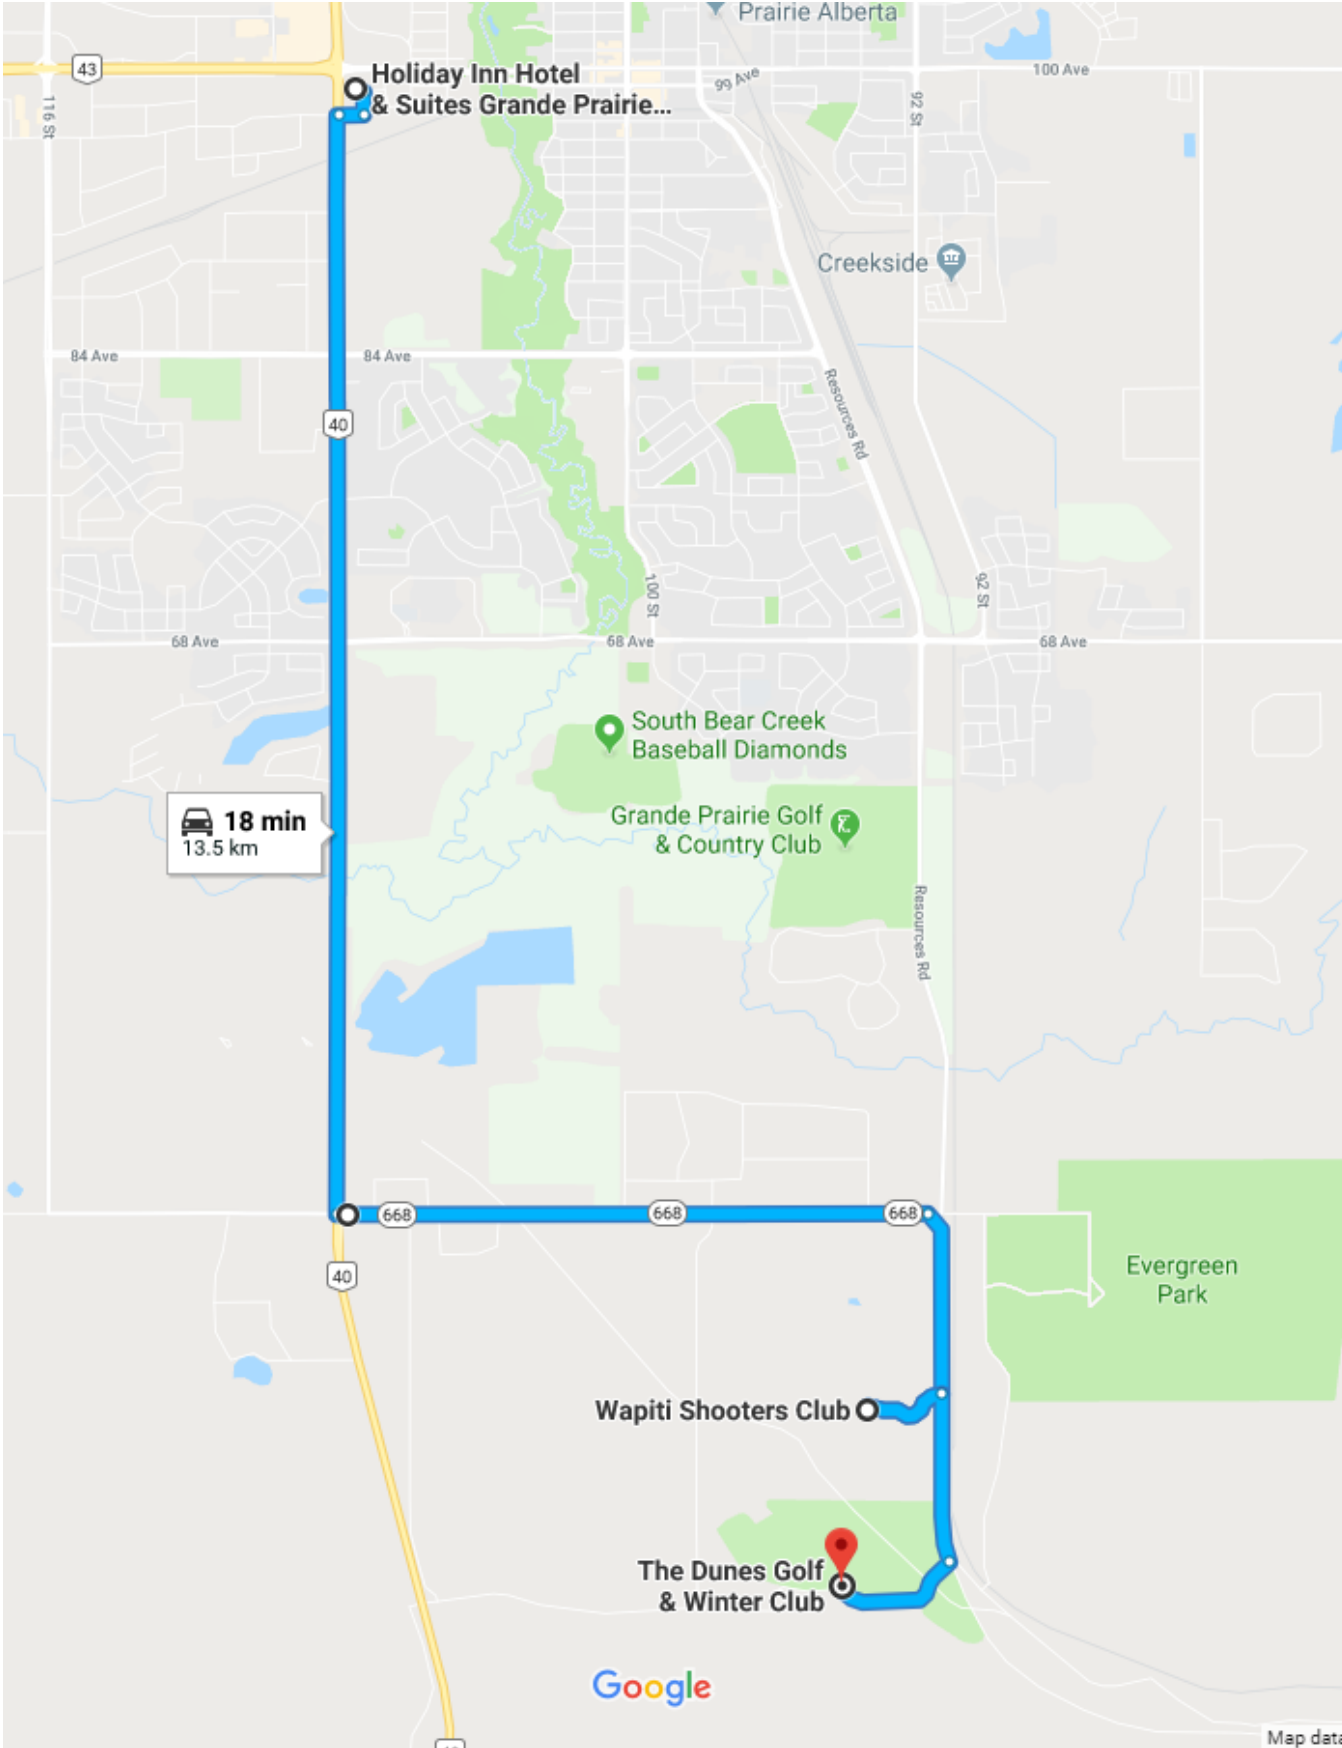 Prairie Alberta
43
Holiday Inn Hotel
& Suites Grande Prairie...
99 Ave
100 Ave
116 St
92 St
Creekside
84 Ave
84 Ave
Resources Rd
40
100 St
92 St
68 Ave
68 Ave
68 Ave
South Bear Creek
Baseball Diamonds
18 min
13.5 km
Grande Prairie Golf
& Country Club
Resources Rd
668
668
668
40
Evergreen
Park
Wapiti Shooters Club
The Dunes Golf
& Winter Club
Google
Map data